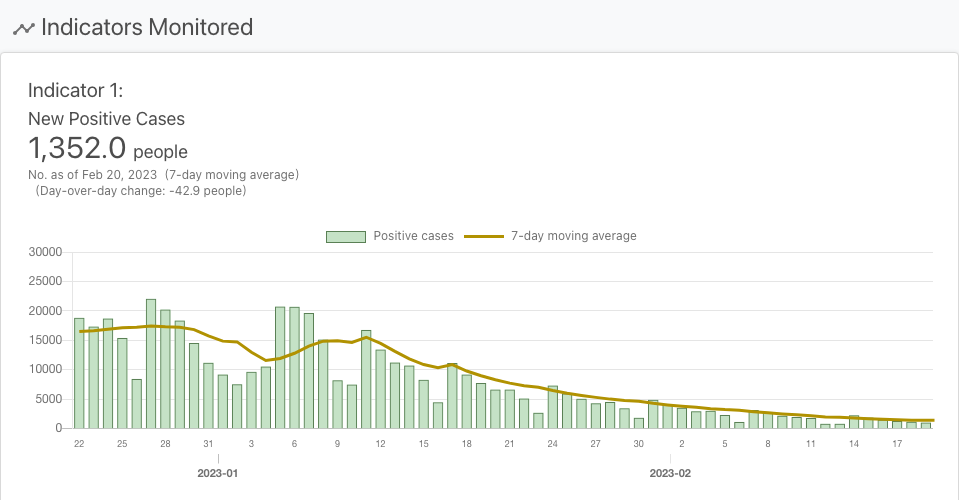 Indicators Monitored
Indicator 1:
New Positive Cases
1,352.0 people
No. as of Feb 20, 2023 (7-day moving average)
(Day-over-day change: -42.9 people)
Positive cases 7-day moving average
30000
25000
20000
15000
10000
5000
0
22 25 28 31 3 6 9 12 15 18 21 24 27 30 2 5 8 11 14 17
2023-01 2023-02